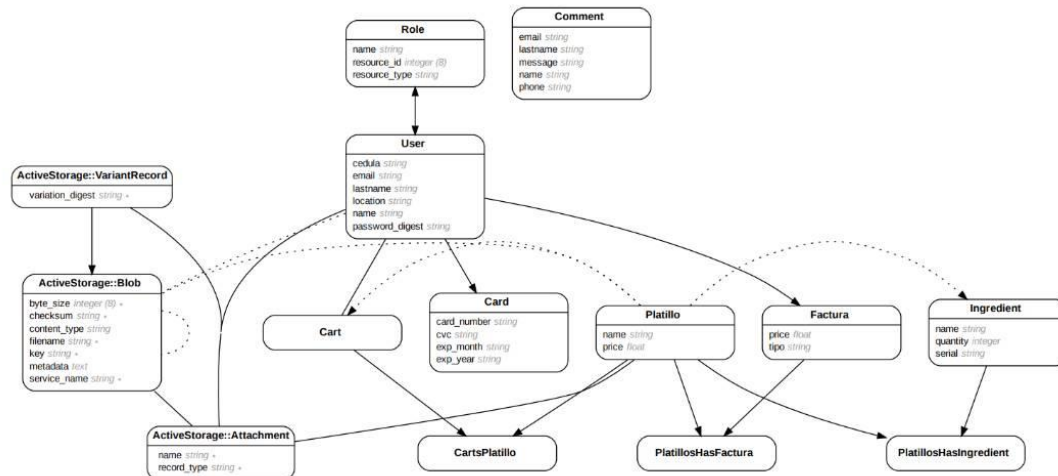 Role
name string
resource_id integer (8)
resource_type string
Comment
email string
lastname string
message string
name string
phone string
User
cedula string
email string
lastname string
location string
name string
password_digest string
ActiveStorage::VariantRecord
variation_digest string *
ActiveStorage::Blob
byte_size integer (8) *
checksum string *
content_type string
filename string *
key string *
metadata text
service_name string *
Cart
Card
card_number string
cvc string
exp_month string
exp_year string
Platillo
name string
price float
Factura
price float
tipo string
Ingredient
name string
quantity integer
serial string
ActiveStorage::Attachment
name string *
record_type string *
CartsPlatillo
PlatillosHasFactura
PlatillosHasIngredient